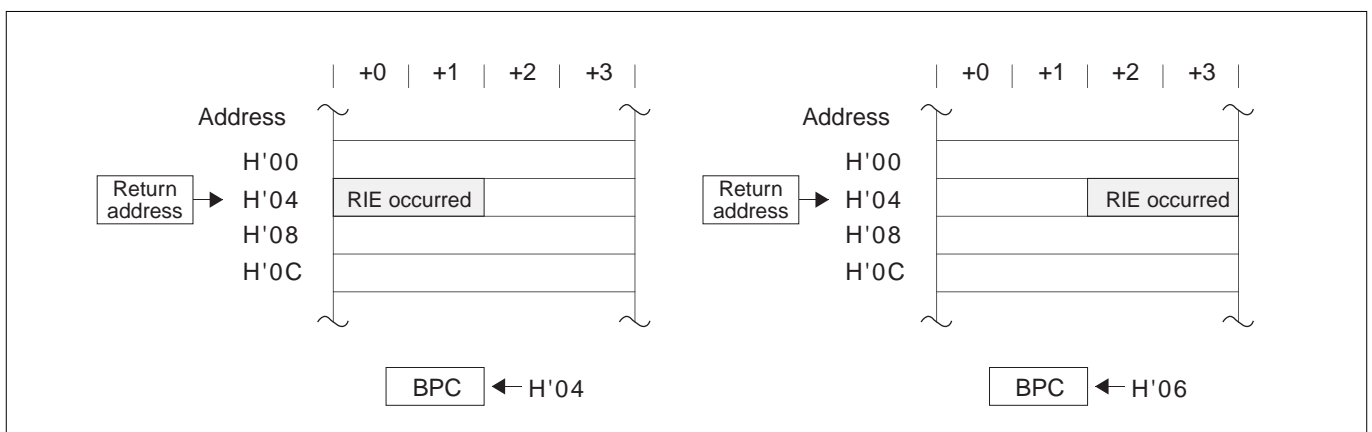 +0 +1 +2 +3
Address
H'00
Return
address
H'04 RIE occurred
H'08
H'0C
BPC H'04
+0 +1 +2 +3
Address
H'00
Return
address
H'04 RIE occurred
H'08
H'0C
BPC H'06